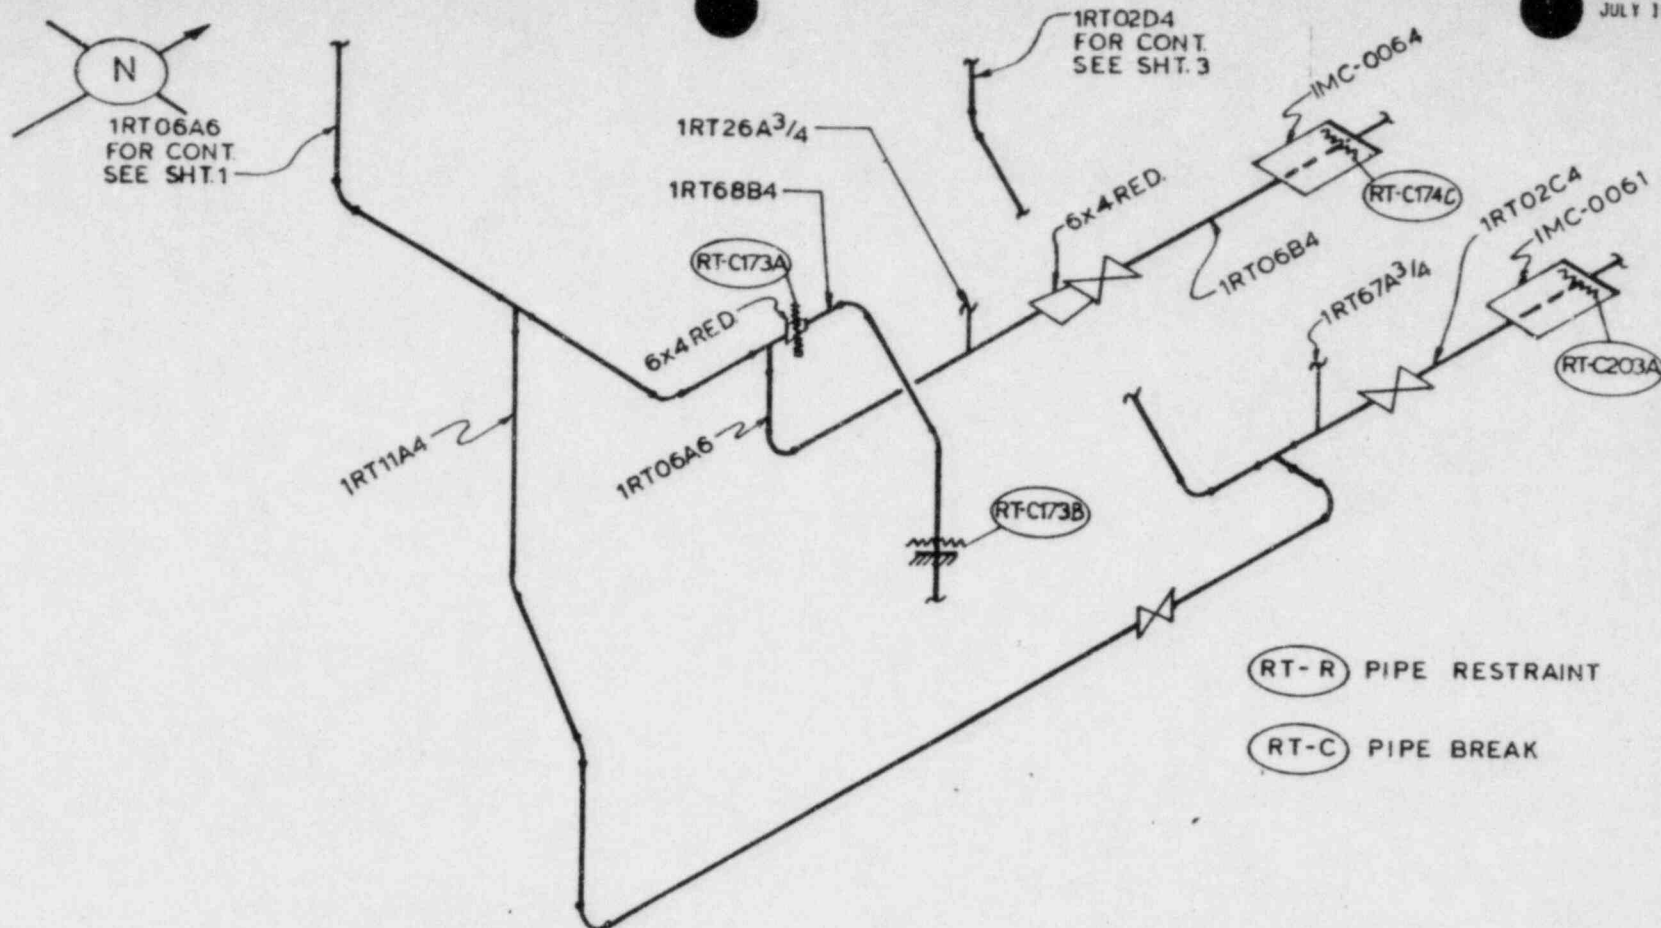 JULY 1
N
1RT06A6
FOR CONT.
SEE SHT.1
1RT02D4
FOR CONT.
SEE SHT.3
1RT26A3/4
1RT68B4
RT-C173A
6x4 RED.
6x4 RED.
IMC-0064
RT-C174C
1RT06B4
1RT02C4
IMC-0061
1RT67A3/4
RT-C203A
1RT11A4
1RT06A6
RT-C173B
RT-R PIPE RESTRAINT
RT-C PIPE BREAK